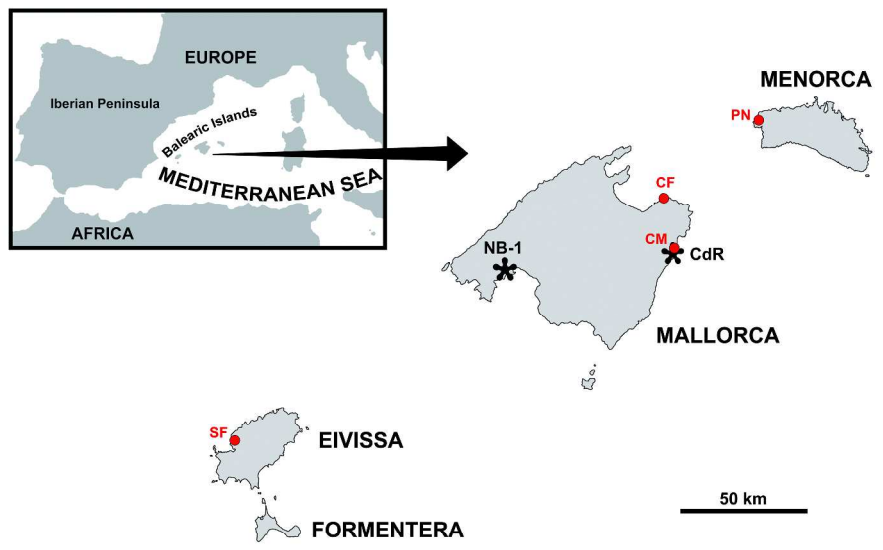 EUROPE
Iberian Peninsula
Balearic Islands
MEDITERRANEAN SEA
AFRICA
MENORCA
PN
CF
CM
NB-1
CdR
MALLORCA
SF
EIVISSA
50 km
FORMENTERA